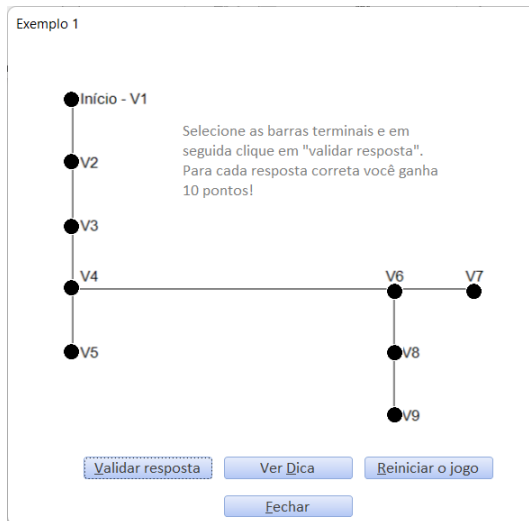 Exemplo 1
Início - V1
Selecione as barras terminais e em
seguida clique em "validar resposta".
Para cada resposta correta você ganha
10 pontos!
V2
V3
V4
V6
V7
V5
V8
V9
Validar resposta
Ver Dica
Reiniciar o jogo
Fechar